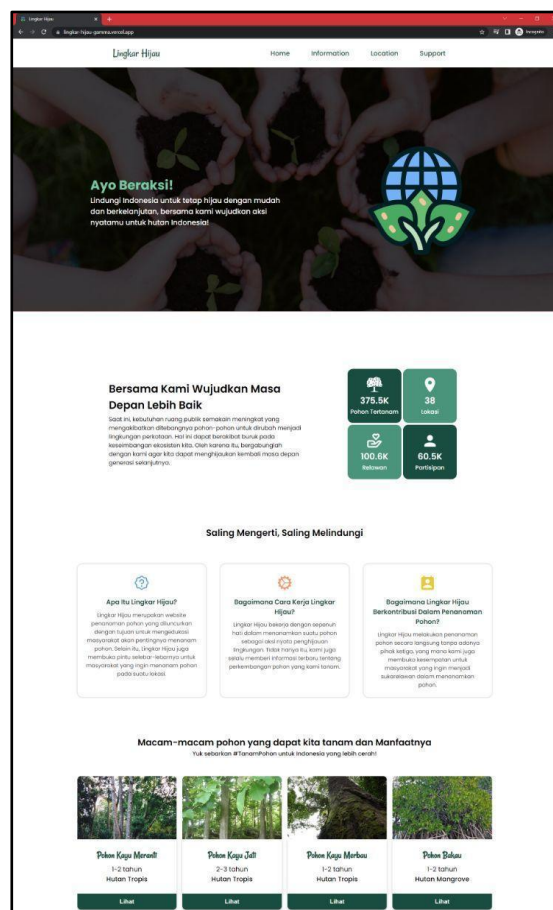 Lingkar Hijau
lingkar-hijau-gamma.vercel.app
Incognito
Lingkar Hijau
Home Information Location Support
Ayo Beraksi!
Lindungi Indonesia untuk tetap hijau dengan mudah
dan berkelanjutan, bersama kami wujudkan aksi
nyatamu untuk hutan Indonesia!
Bersama Kami Wujudkan Masa
Depan Lebih Baik
Saat ini, kebutuhan ruang publik semakin meningkat yang
mengakibatkan ditebangnya pohon-pohon untuk dirubah menjadi
lingkungan perkotaan. Hal ini dapat berakibat buruk pada
keseimbangan ekosistem kita. Oleh karena itu, bergabunglah
dengan kami agar kita dapat menghijaukan kembali masa depan
generasi selanjutnya.
375.5K
Pohon Tertanam
38
Lokasi
100.6K
Relawan
60.5K
Partisipan
Saling Mengerti, Saling Melindungi
Apa Itu Lingkar Hijau?
Lingkar Hijau merupakan website
penanaman pohon yang diluncurkan
dengan tujuan untuk mengedukasi
masyarakat akan pentingnya menanam
pohon. Selain itu, Lingkar Hijau juga
membuka pintu selebar-lebarnya untuk
masyarakat yang ingin menanam pohon
pada suatu lokasi.
Bagaimana Cara Kerja Lingkar
Hijau?
Lingkar Hijau bekerja dengan sepenuh
hati dalam menanamkan suatu pohon
sebagai aksi nyata penghijauan
lingkungan. Tidak hanya itu, kami juga
selalu memberi informasi terbaru tentang
perkembangan pohon yang kami tanam.
Bagaimana Lingkar Hijau
Berkontribusi Dalam Penanaman
Pohon?
Lingkar Hijau melakukan penanaman
pohon secara langsung tanpa adanya
pihak ketiga, yang mana kami juga
membuka kesempatan untuk
masyarakat yang ingin menjadi
sukarelawan dalam menanamkan
pohon.
Macam-macam pohon yang dapat kita tanam dan Manfaatnya
Yuk sebarkan #TanamPohon untuk Indonesia yang lebih cerah!
Pohon Kayu Meranti
1-2 tahun
Hutan Tropis
Lihat
Pohon Kayu Jati
2-3 tahun
Hutan Tropis
Lihat
Pohon Kayu Merbau
1-2 tahun
Hutan Tropis
Lihat
Pohon Bakau
1-2 tahun
Hutan Mangrove
Lihat